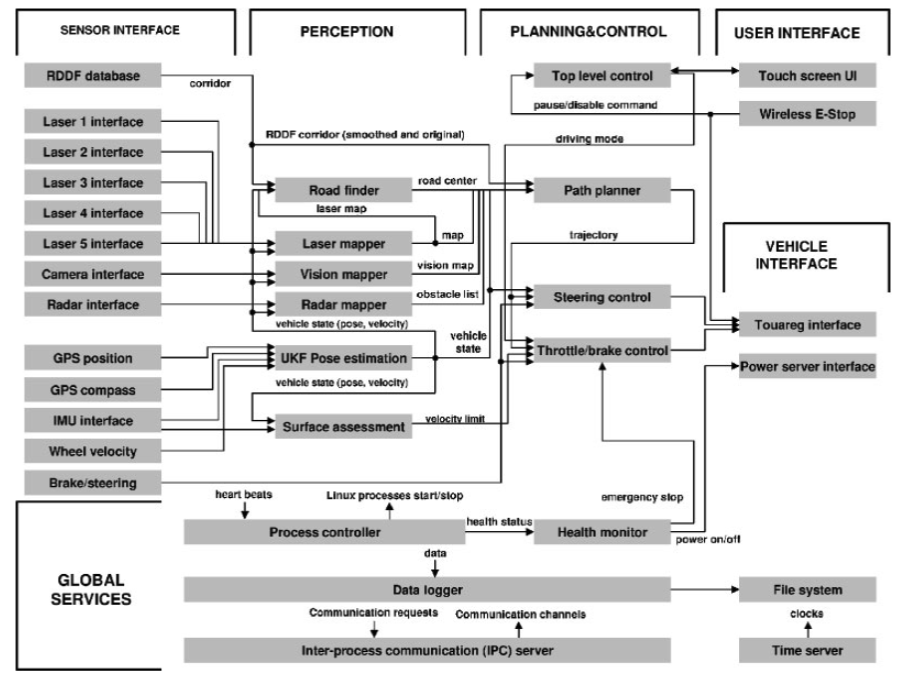 SENSOR INTERFACE
PERCEPTION
PLANNING&CONTROL
USER INTERFACE
RDDF database
corridor
Top level control
Touch screen UI
pause/disable command
Wireless E-Stop
Laser 1 interface
RDDF corridor (smoothed and original)
driving mode
Laser 2 interface
Laser 3 interface
Road finder
road center
Path planner
laser map
Laser 4 interface
Laser 5 interface
Laser mapper
map
trajectory
VEHICLE
INTERFACE
Camera interface
Vision mapper
vision map
Radar interface
Radar mapper
obstacle list
Steering control
vehicle state (pose, velocity)
vehicle
state
Touareg interface
GPS position
UKF Pose estimation
Throttle/brake control
Power server interface
vehicle state (pose, velocity)
GPS compass
IMU interface
Surface assessment
velocity limit
Wheel velocity
Brake/steering
heart beats
Linux processes start/stop
emergency stop
Process controller
health status
Health monitor
power on/off
data
GLOBAL
SERVICES
Data logger
File system
Communication requests
Communication channels
clocks
Inter-process communication (IPC) server
Time server